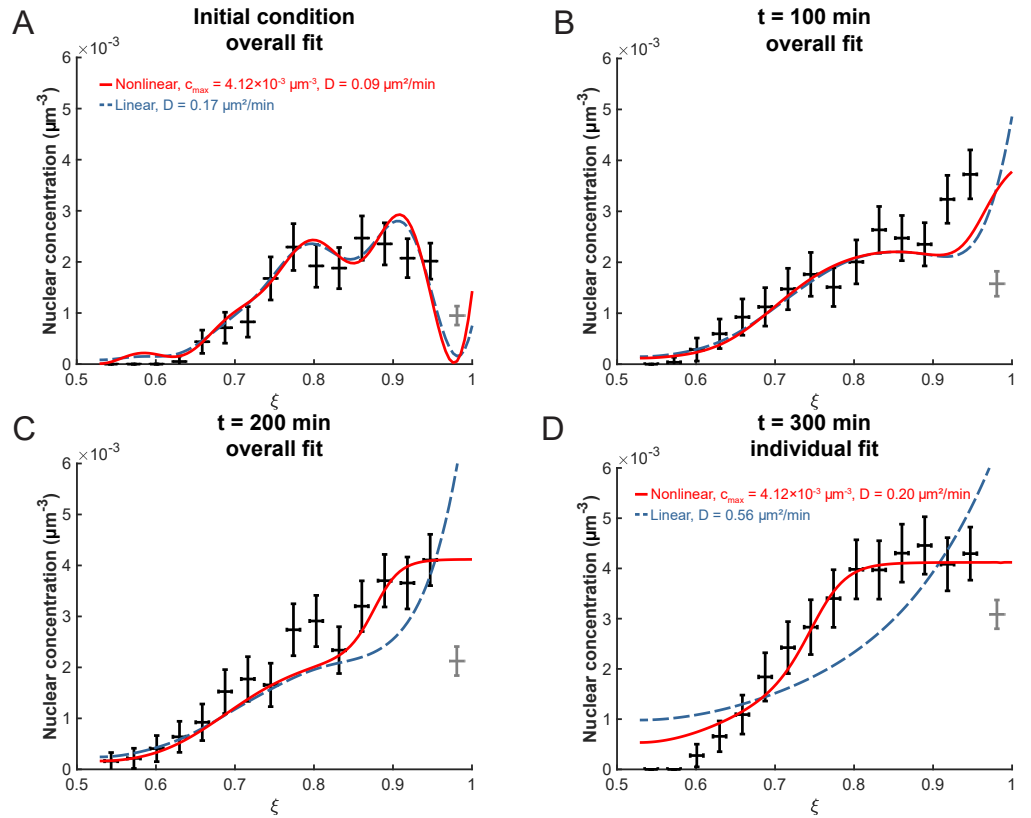 A
Initial condition
overall fit
×10⁻³
Nonlinear, c_max = 4.12×10⁻³ µm⁻³, D = 0.09 µm²/min
Linear, D = 0.17 µm²/min
Nuclear concentration (µm⁻³)
6
5
4
3
2
1
0
0.5 0.6 0.7 0.8 0.9 1
ξ
B
t = 100 min
overall fit
×10⁻³
Nuclear concentration (µm⁻³)
6
5
4
3
2
1
0
0.5 0.6 0.7 0.8 0.9 1
ξ
C
t = 200 min
overall fit
×10⁻³
Nuclear concentration (µm⁻³)
6
5
4
3
2
1
0
0.5 0.6 0.7 0.8 0.9 1
ξ
D
t = 300 min
individual fit
×10⁻³
Nonlinear, c_max = 4.12×10⁻³ µm⁻³, D = 0.20 µm²/min
Linear, D = 0.56 µm²/min
Nuclear concentration (µm⁻³)
6
5
4
3
2
1
0
0.5 0.6 0.7 0.8 0.9 1
ξ